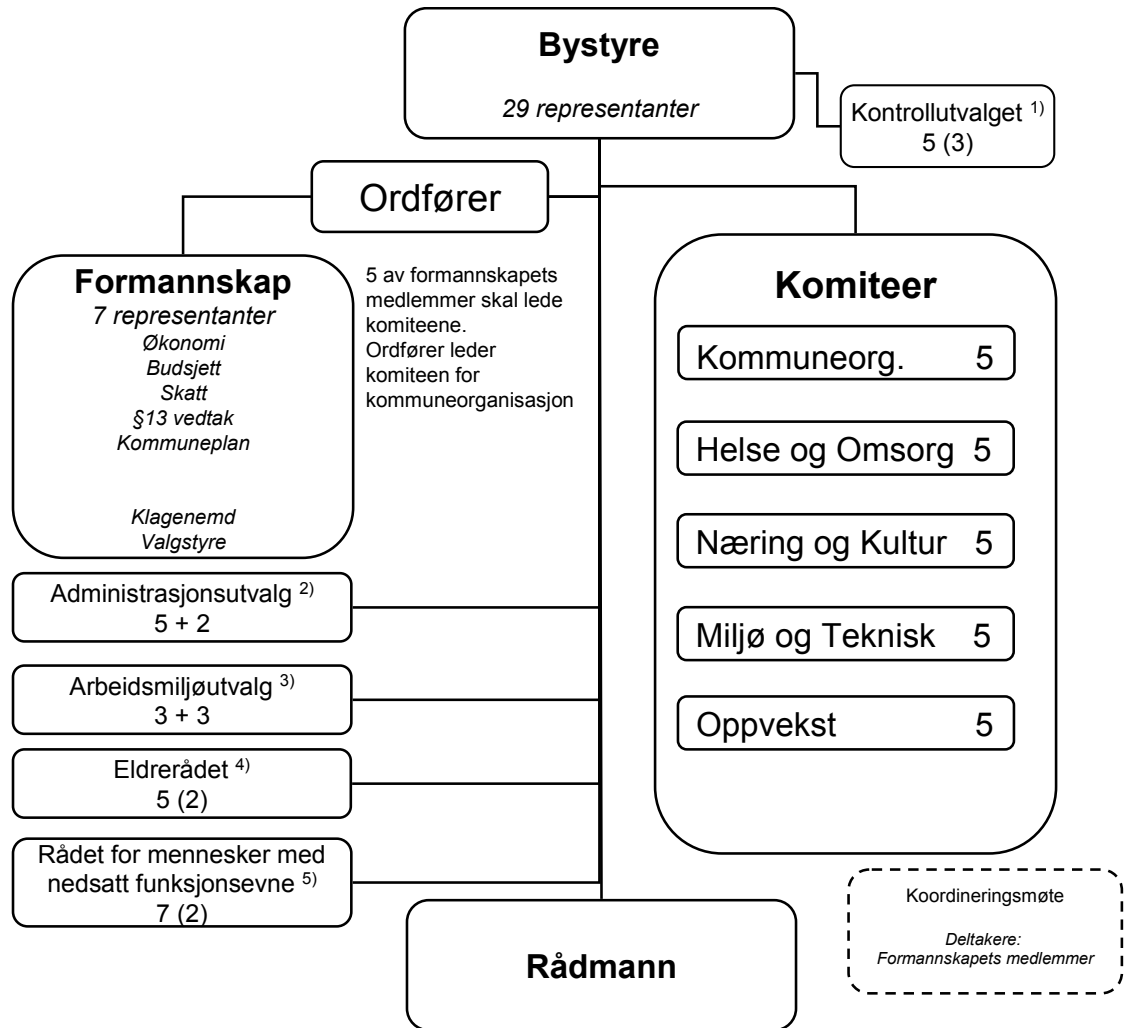 Bystyre
29 representanter
Kontrollutvalget 1)
5 (3)
Ordfører
Formannskap
7 representanter
Økonomi
Budsjett
Skatt
§13 vedtak
Kommuneplan
Klagenemd
Valgstyre
5 av formannskapets
medlemmer skal lede
komiteene.
Ordfører leder
komiteen for
kommuneorganisasjon
Komiteer
Kommuneorg. 5
Helse og Omsorg 5
Næring og Kultur 5
Miljø og Teknisk 5
Oppvekst 5
Administrasjonsutvalg 2)
5 + 2
Arbeidsmiljøutvalg 3)
3 + 3
Eldrerådet 4)
5 (2)
Rådet for mennesker med
nedsatt funksjonsevne 5)
7 (2)
Rådmann
Koordineringsmøte
Deltakere:
Formannskapets medlemmer